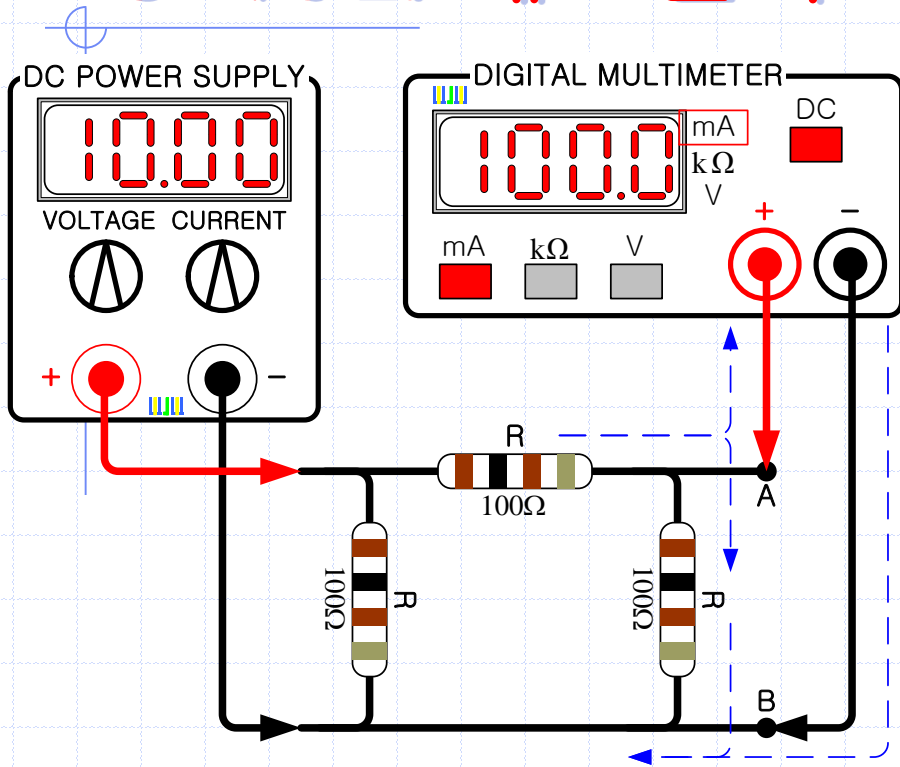 DC POWER SUPPLY
10.00
VOLTAGE CURRENT
+ -
DIGITAL MULTIMETER
100.0
mA
kΩ
V
DC
mA kΩ V
+ -
R
100Ω
A
100Ω
R
100Ω
R
B